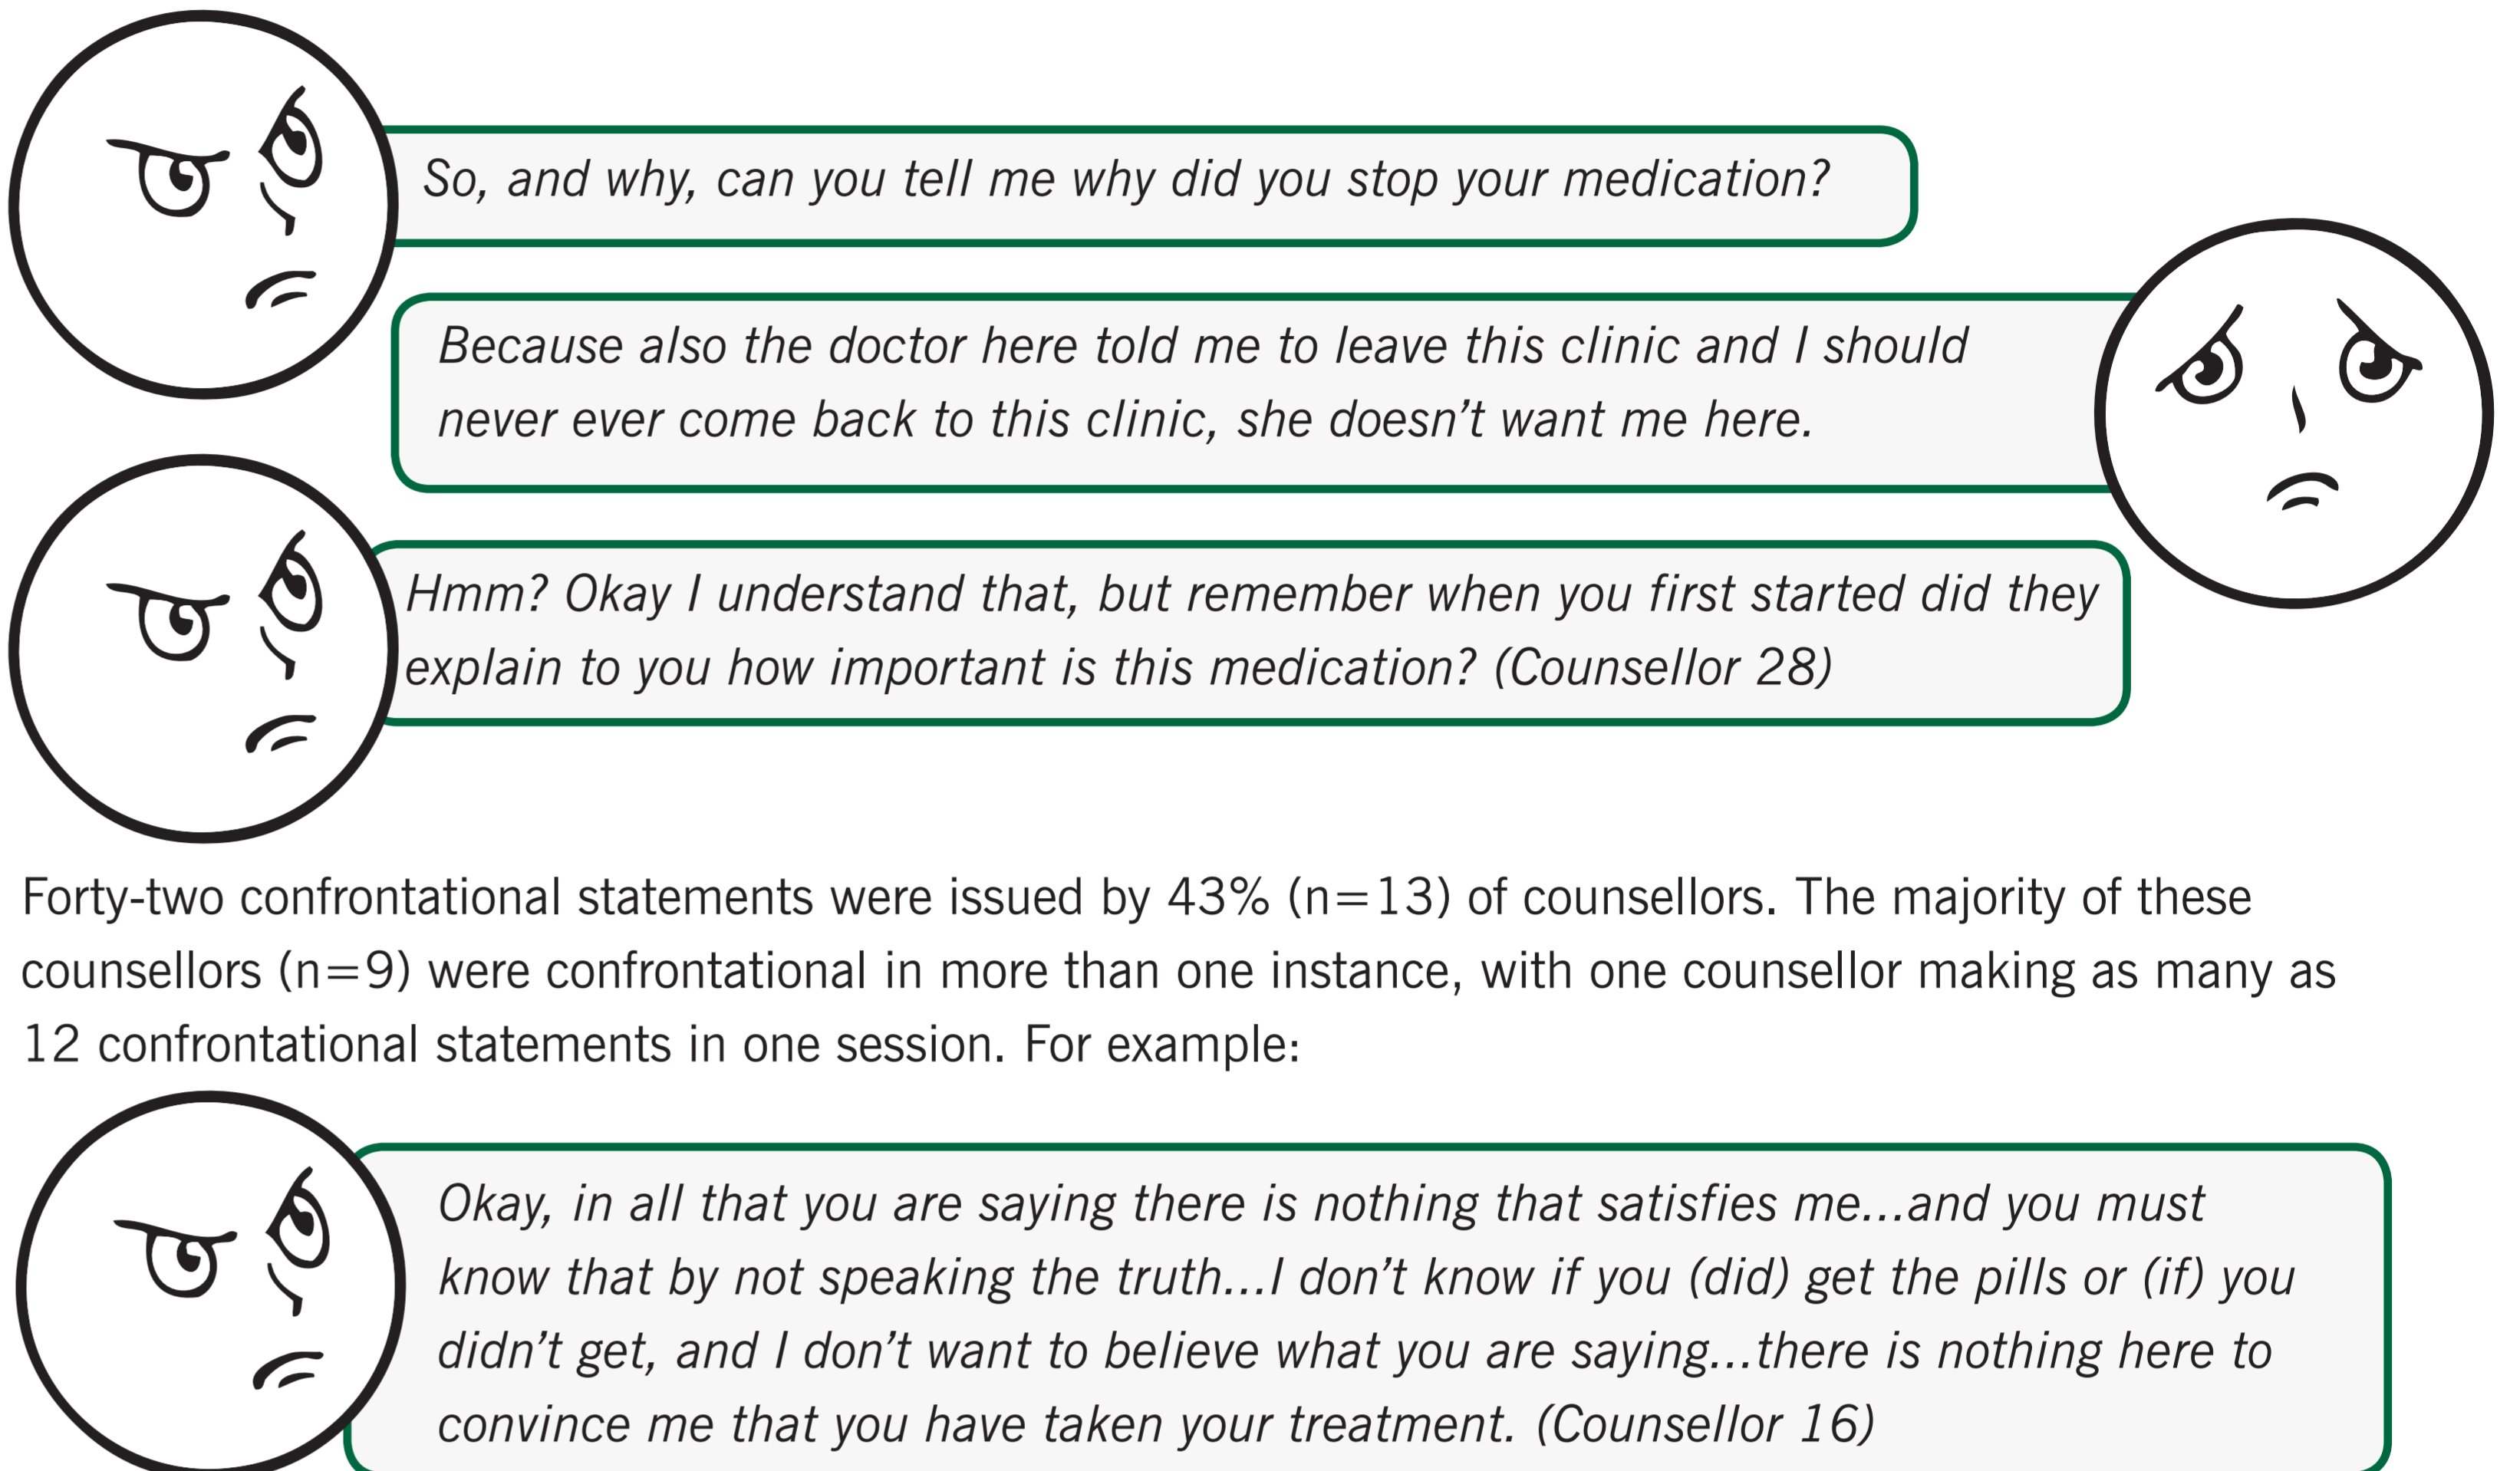 So, and why, can you tell me why did you stop your medication?
Because also the doctor here told me to leave this clinic and I should
never ever come back to this clinic, she doesn’t want me here.
Hmm? Okay I understand that, but remember when you first started did they
explain to you how important is this medication? (Counsellor 28)
Forty-two confrontational statements were issued by 43% (n=13) of counsellors. The majority of these
counsellors (n=9) were confrontational in more than one instance, with one counsellor making as many as
12 confrontational statements in one session. For example:
Okay, in all that you are saying there is nothing that satisfies me...and you must
know that by not speaking the truth...I don’t know if you (did) get the pills or (if) you
didn’t get, and I don’t want to believe what you are saying...there is nothing here to
convince me that you have taken your treatment. (Counsellor 16)